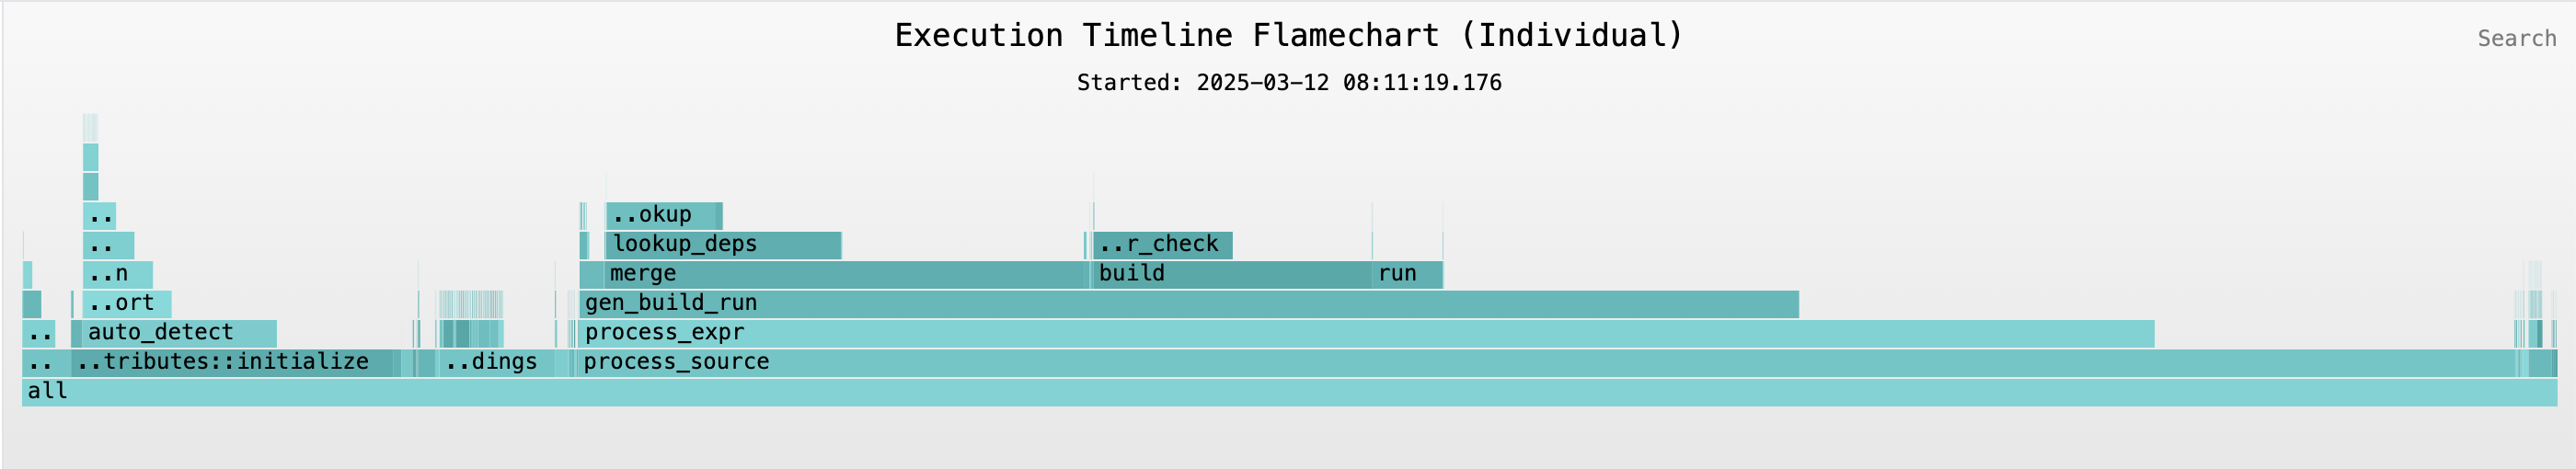 Execution Timeline Flamechart (Individual)
Search
Started: 2025-03-12 08:11:19.176
.. ..okup
.. lookup_deps ..r_check
..n merge build run
..ort gen_build_run
.. auto_detect process_expr
.. ..tributes::initialize ..dings process_source
all